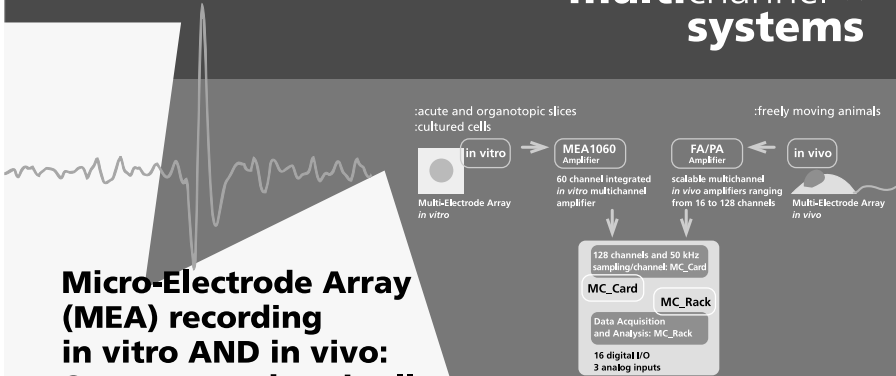 systems
:acute and organotopic slices
:cultured cells
in vitro
Multi-Electrode Array
in vitro
MEA1060
Amplifier
60 channel integrated
in vitro multichannel
amplifier
FA/PA
Amplifier
scalable multichannel
in vivo amplifiers ranging
from 16 to 128 channels
:freely moving animals
in vivo
Multi-Electrode Array
in vivo
128 channels and 50 kHz
sampling/channel: MC_Card
MC_Card
MC_Rack
Data Acquisition
and Analysis: MC_Rack
16 digital I/O
3 analog inputs
Micro-Electrode Array
(MEA) recording
in vitro AND in vivo: